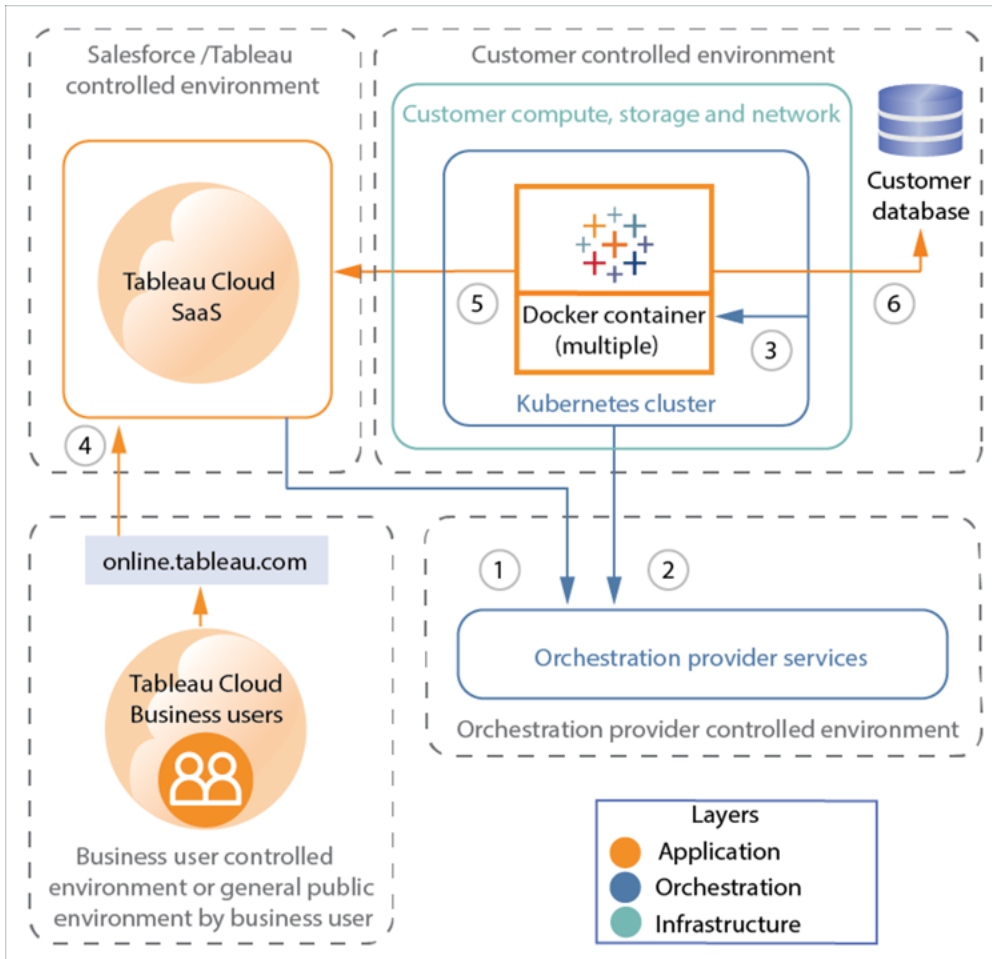 Salesforce /Tableau
controlled environment
Tableau Cloud
SaaS
Customer controlled environment
Customer compute, storage and network
Customer
database
Docker container
(multiple)
Kubernetes cluster
5
6
3
4
online.tableau.com
Tableau Cloud
Business users
Business user controlled
environment or general public
environment by business user
1
2
Orchestration provider services
Orchestration provider controlled environment
Layers
Application
Orchestration
Infrastructure